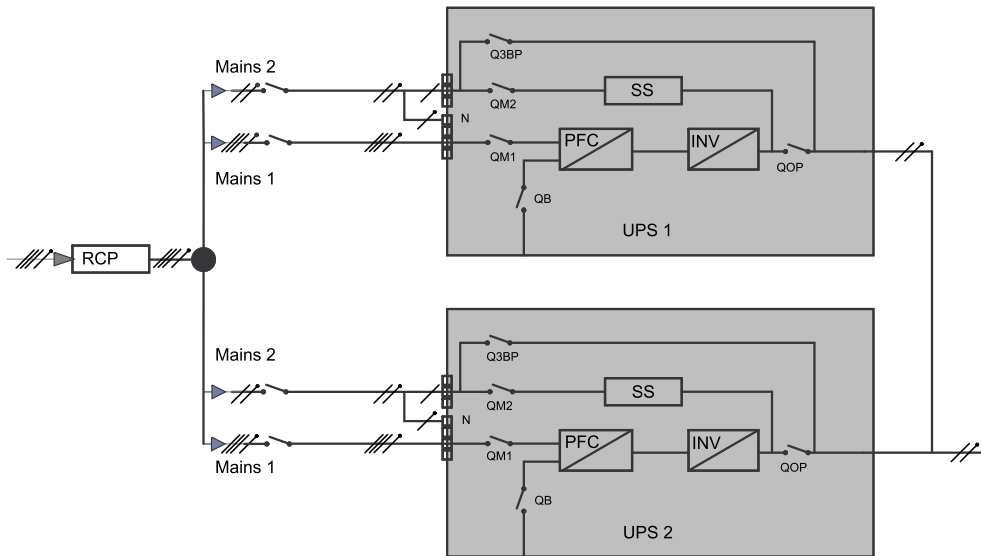 Mains 2
Q3BP
SS
QM2
N
PFC
INV
QM1
QOP
Mains 1
QB
UPS 1
RCP
Mains 2
Q3BP
SS
QM2
N
PFC
INV
QM1
QOP
Mains 1
QB
UPS 2